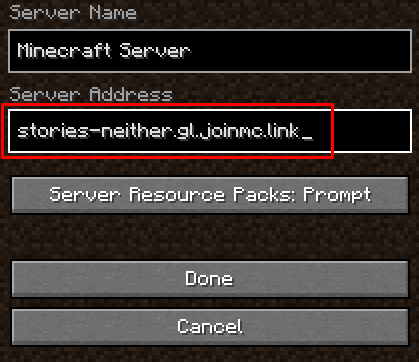 Server Name
Minecraft Server
Server Address
stories-neither.gl.joinmc.link_
Server Resource Packs: Prompt
Done
Cancel